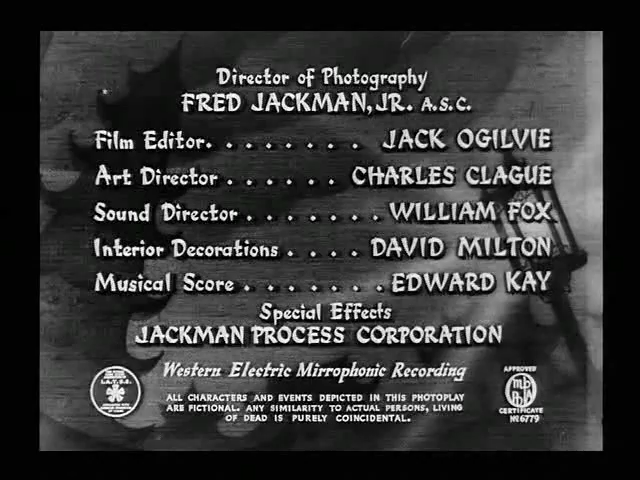 Director of Photography
FRED JACKMAN, JR. A.S.C.
Film Editor. . . . . . . . JACK OGILVIE
Art Director . . . . . . CHARLES CLAGUE
Sound Director . . . . . . . WILLIAM FOX
Interior Decorations . . . . DAVID MILTON
Musical Score . . . . . . . EDWARD KAY
Special Effects
JACKMAN PROCESS CORPORATION
Western Electric Mirrophonic Recording
I.A.T.S.E.
ALL CHARACTERS AND EVENTS DEPICTED IN THIS PHOTOPLAY
ARE FICTIONAL. ANY SIMILARITY TO ACTUAL PERSONS, LIVING
OF DEAD IS PURELY COINCIDENTAL.
APPROVED
CERTIFICATE
No 6779